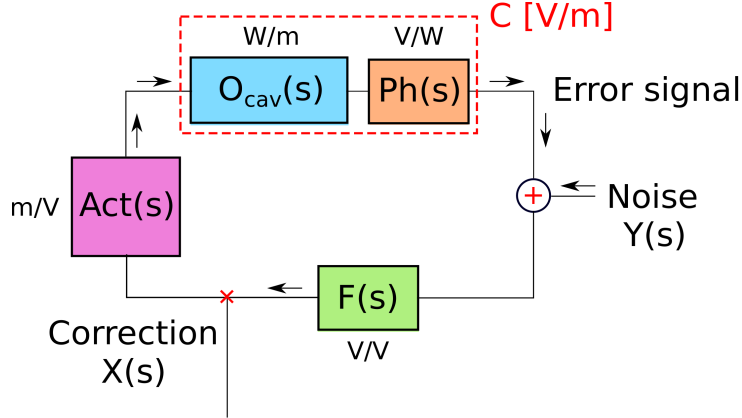 C [V/m]
W/m
V/W
O_cav(s)
Ph(s)
Error signal
Act(s)
m/V
+
Noise
Y(s)
F(s)
V/V
×
Correction
X(s)